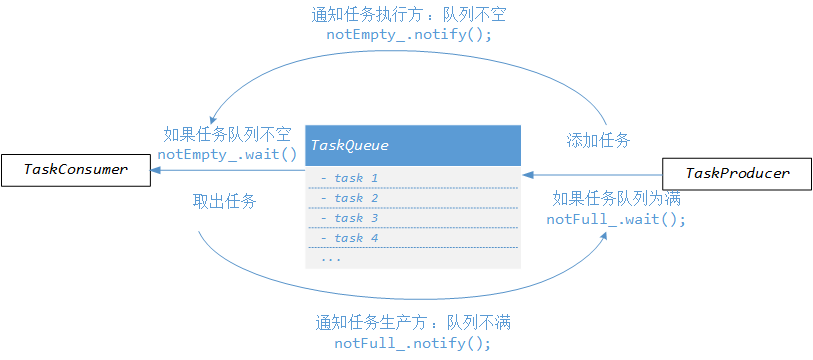 通知任务执行方：队列不空
notEmpty_.notify();
如果任务队列不空
notEmpty_.wait()
TaskConsumer
取出任务
TaskQueue
- task 1
- task 2
- task 3
- task 4
...
添加任务
TaskProducer
如果任务队列为满
notFull_.wait();
通知任务生产方：队列不满
notFull_.notify();